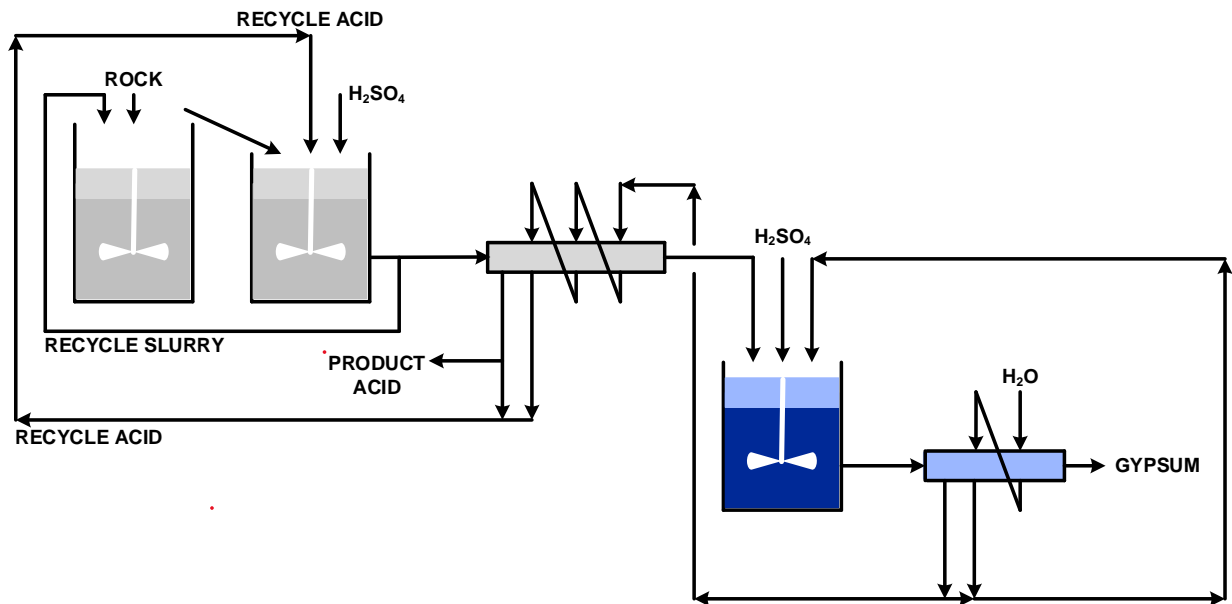 RECYCLE ACID
ROCK
H₂SO₄
H₂SO₄
RECYCLE SLURRY
PRODUCT
ACID
H₂O
RECYCLE ACID
GYPSUM